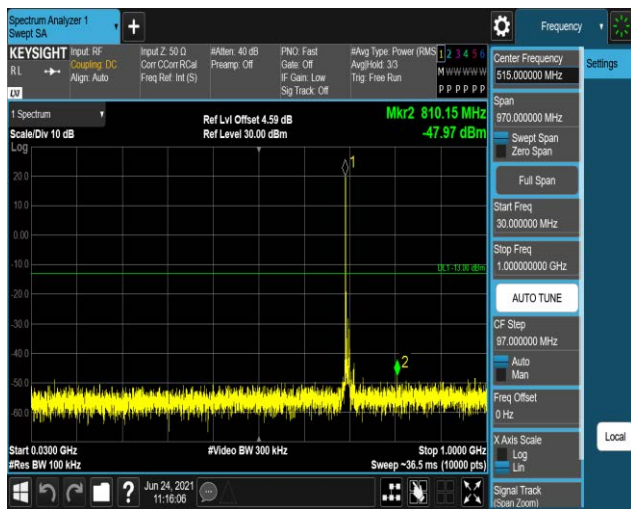 Spectrum Analyzer 1
Swept SA
+
Frequency
KEYSIGHT
RL
LXI
Input: RF
Coupling: DC
Align: Auto
Input Z: 50 Ω
Corr CCorr RCal
Freq Ref: Int (S)
#Atten: 40 dB
Preamp: Off
PNO: Fast
Gate: Off
IF Gain: Low
Sig Track: Off
#Avg Type: Power (RMS
Avg|Hold: 3/3
Trig: Free Run
1 2 3 4 5 6
M W W W W W
P P P P P P
1 Spectrum
Scale/Div 10 dB
Ref Lvl Offset 4.59 dB
Ref Level 30.00 dBm
Mkr2 810.15 MHz
-47.97 dBm
Log
20.0
10.0
0.00
-10.0
-20.0
-30.0
-40.0
-50.0
-60.0
1
DL1 -13.00 dBm
2
Start 0.0300 GHz
#Res BW 100 kHz
#Video BW 300 kHz
Stop 1.0000 GHz
Sweep ~36.5 ms (10000 pts)
?
Jun 24, 2021
11:16:06
Center Frequency
515.000000 MHz
Span
970.000000 MHz
Swept Span
Zero Span
Full Span
Start Freq
30.000000 MHz
Stop Freq
1.000000000 GHz
AUTO TUNE
CF Step
97.000000 MHz
Auto
Man
Freq Offset
0 Hz
X Axis Scale
Log
Lin
Signal Track
(Span Zoom)
Settings
Local